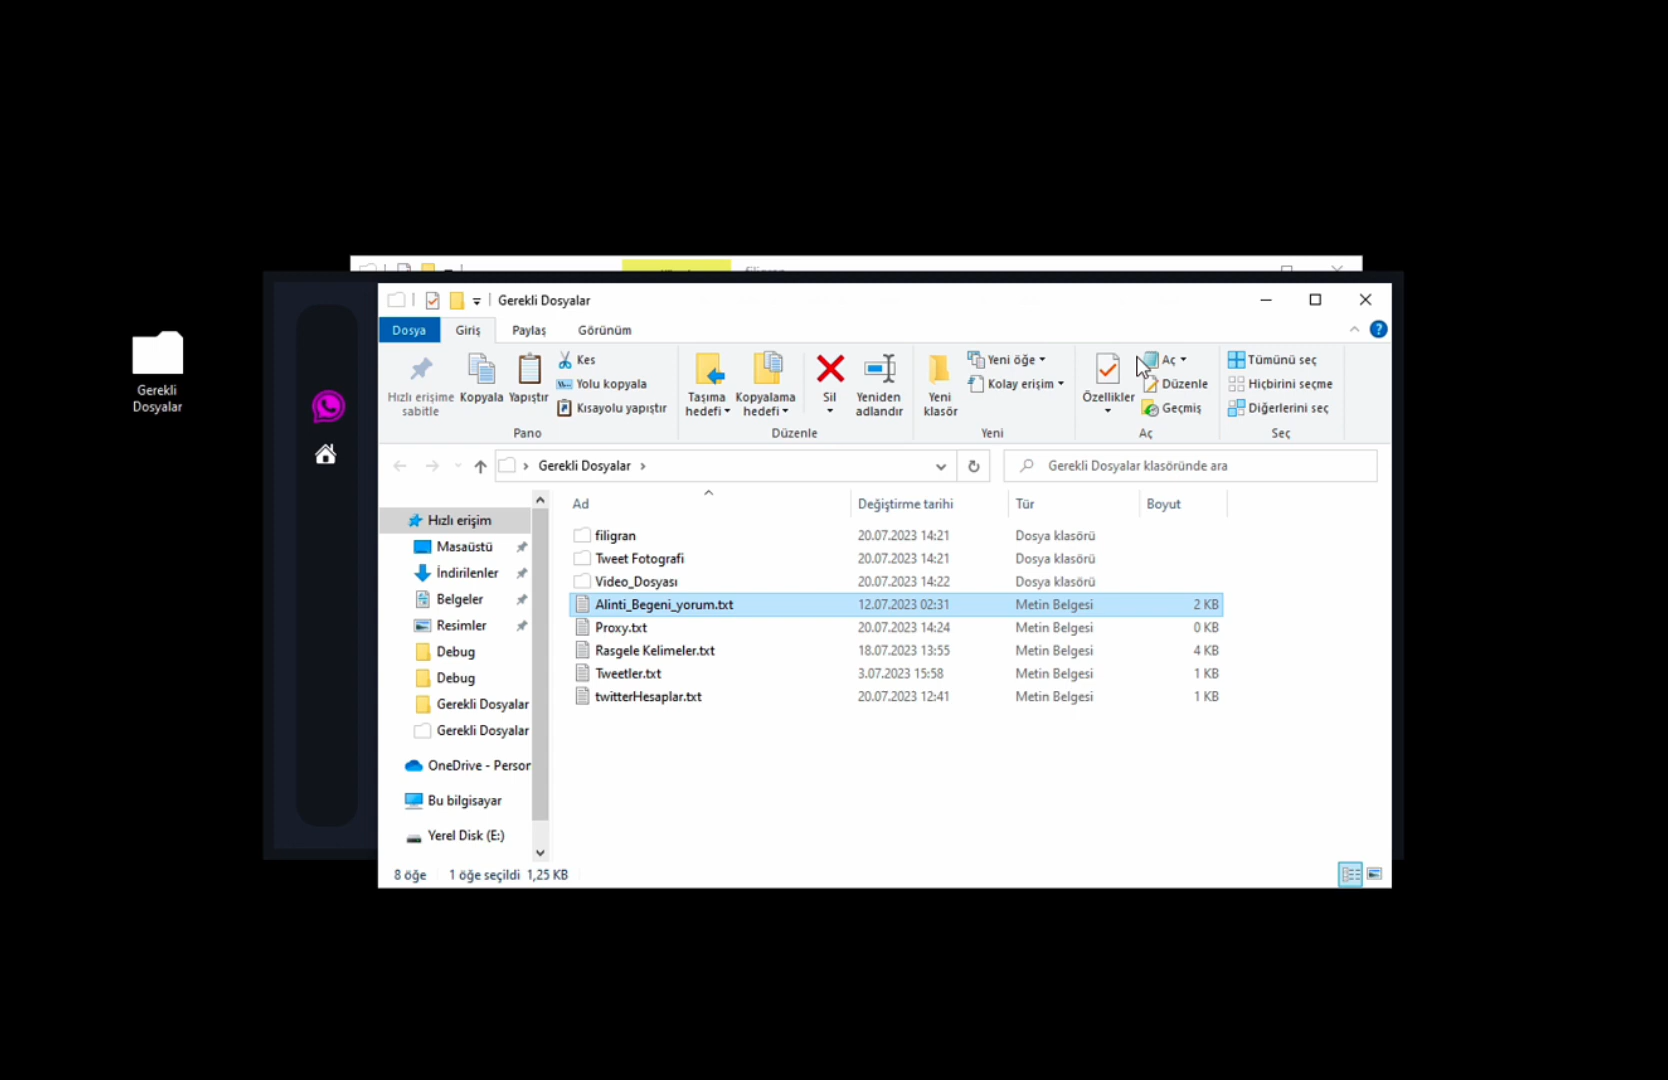 filigran
Gerekli Dosyalar
Dosya Giriş Paylaş Görünüm
Hızlı erişime sabitle
Kopyala
Yapıştır
Kes
Yolu kopyala
Kısayolu yapıştır
Taşıma hedefi
Kopyalama hedefi
Sil
Yeniden adlandır
Yeni klasör
Yeni öğe
Kolay erişim
Özellikler
Aç
Düzenle
Geçmiş
Tümünü seç
Hiçbirini seçme
Diğerlerini seç
Pano Düzenle Yeni Aç Seç
Gerekli Dosyalar
Gerekli Dosyalar klasöründe ara
Gerekli
Dosyalar
Hızlı erişim
Masaüstü
İndirilenler
Belgeler
Resimler
Debug
Debug
Gerekli Dosyalar
Gerekli Dosyalar
OneDrive - Person
Bu bilgisayar
Yerel Disk (E:)
Ad Değiştirme tarihi Tür Boyut
filigran 20.07.2023 14:21 Dosya klasörü
Tweet Fotografi 20.07.2023 14:21 Dosya klasörü
Video_Dosyası 20.07.2023 14:22 Dosya klasörü
Alinti_Begeni_yorum.txt 12.07.2023 02:31 Metin Belgesi 2 KB
Proxy.txt 20.07.2023 14:24 Metin Belgesi 0 KB
Rasgele Kelimeler.txt 18.07.2023 13:55 Metin Belgesi 4 KB
Tweetler.txt 3.07.2023 15:58 Metin Belgesi 1 KB
twitterHesaplar.txt 20.07.2023 12:41 Metin Belgesi 1 KB
8 öğe 1 öğe seçildi 1,25 KB